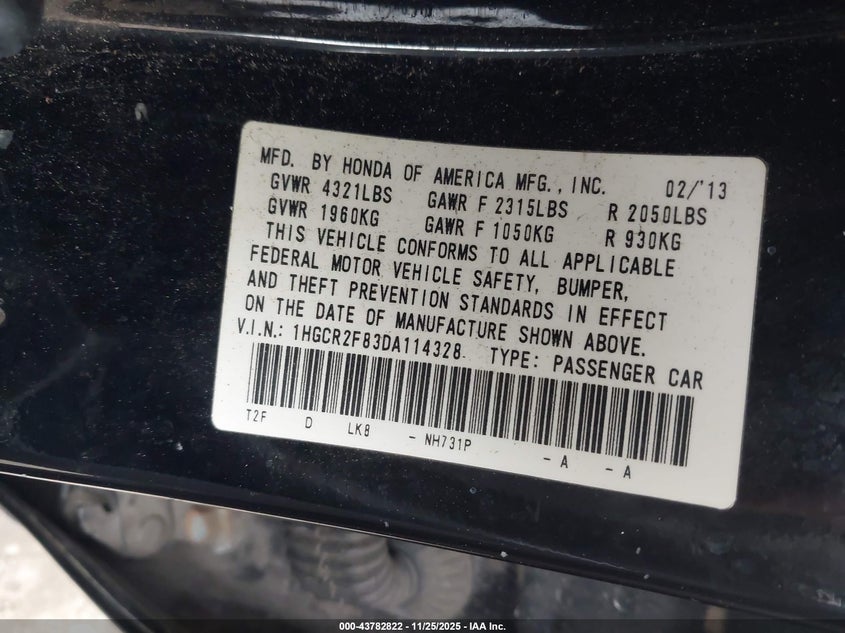 MFD. BY HONDA OF AMERICA MFG., INC. 02/'13
GVWR 4321LBS GAWR F 2315LBS R 2050LBS
GVWR 1960KG GAWR F 1050KG R 930KG
THIS VEHICLE CONFORMS TO ALL APPLICABLE
FEDERAL MOTOR VEHICLE SAFETY, BUMPER,
AND THEFT PREVENTION STANDARDS IN EFFECT
ON THE DATE OF MANUFACTURE SHOWN ABOVE.
V.I.N.: 1HGCR2F83DA114328 TYPE: PASSENGER CAR
T2F D LK8 - NH731P - A - A
000-43782822 - 11/25/2025 - IAA Inc.